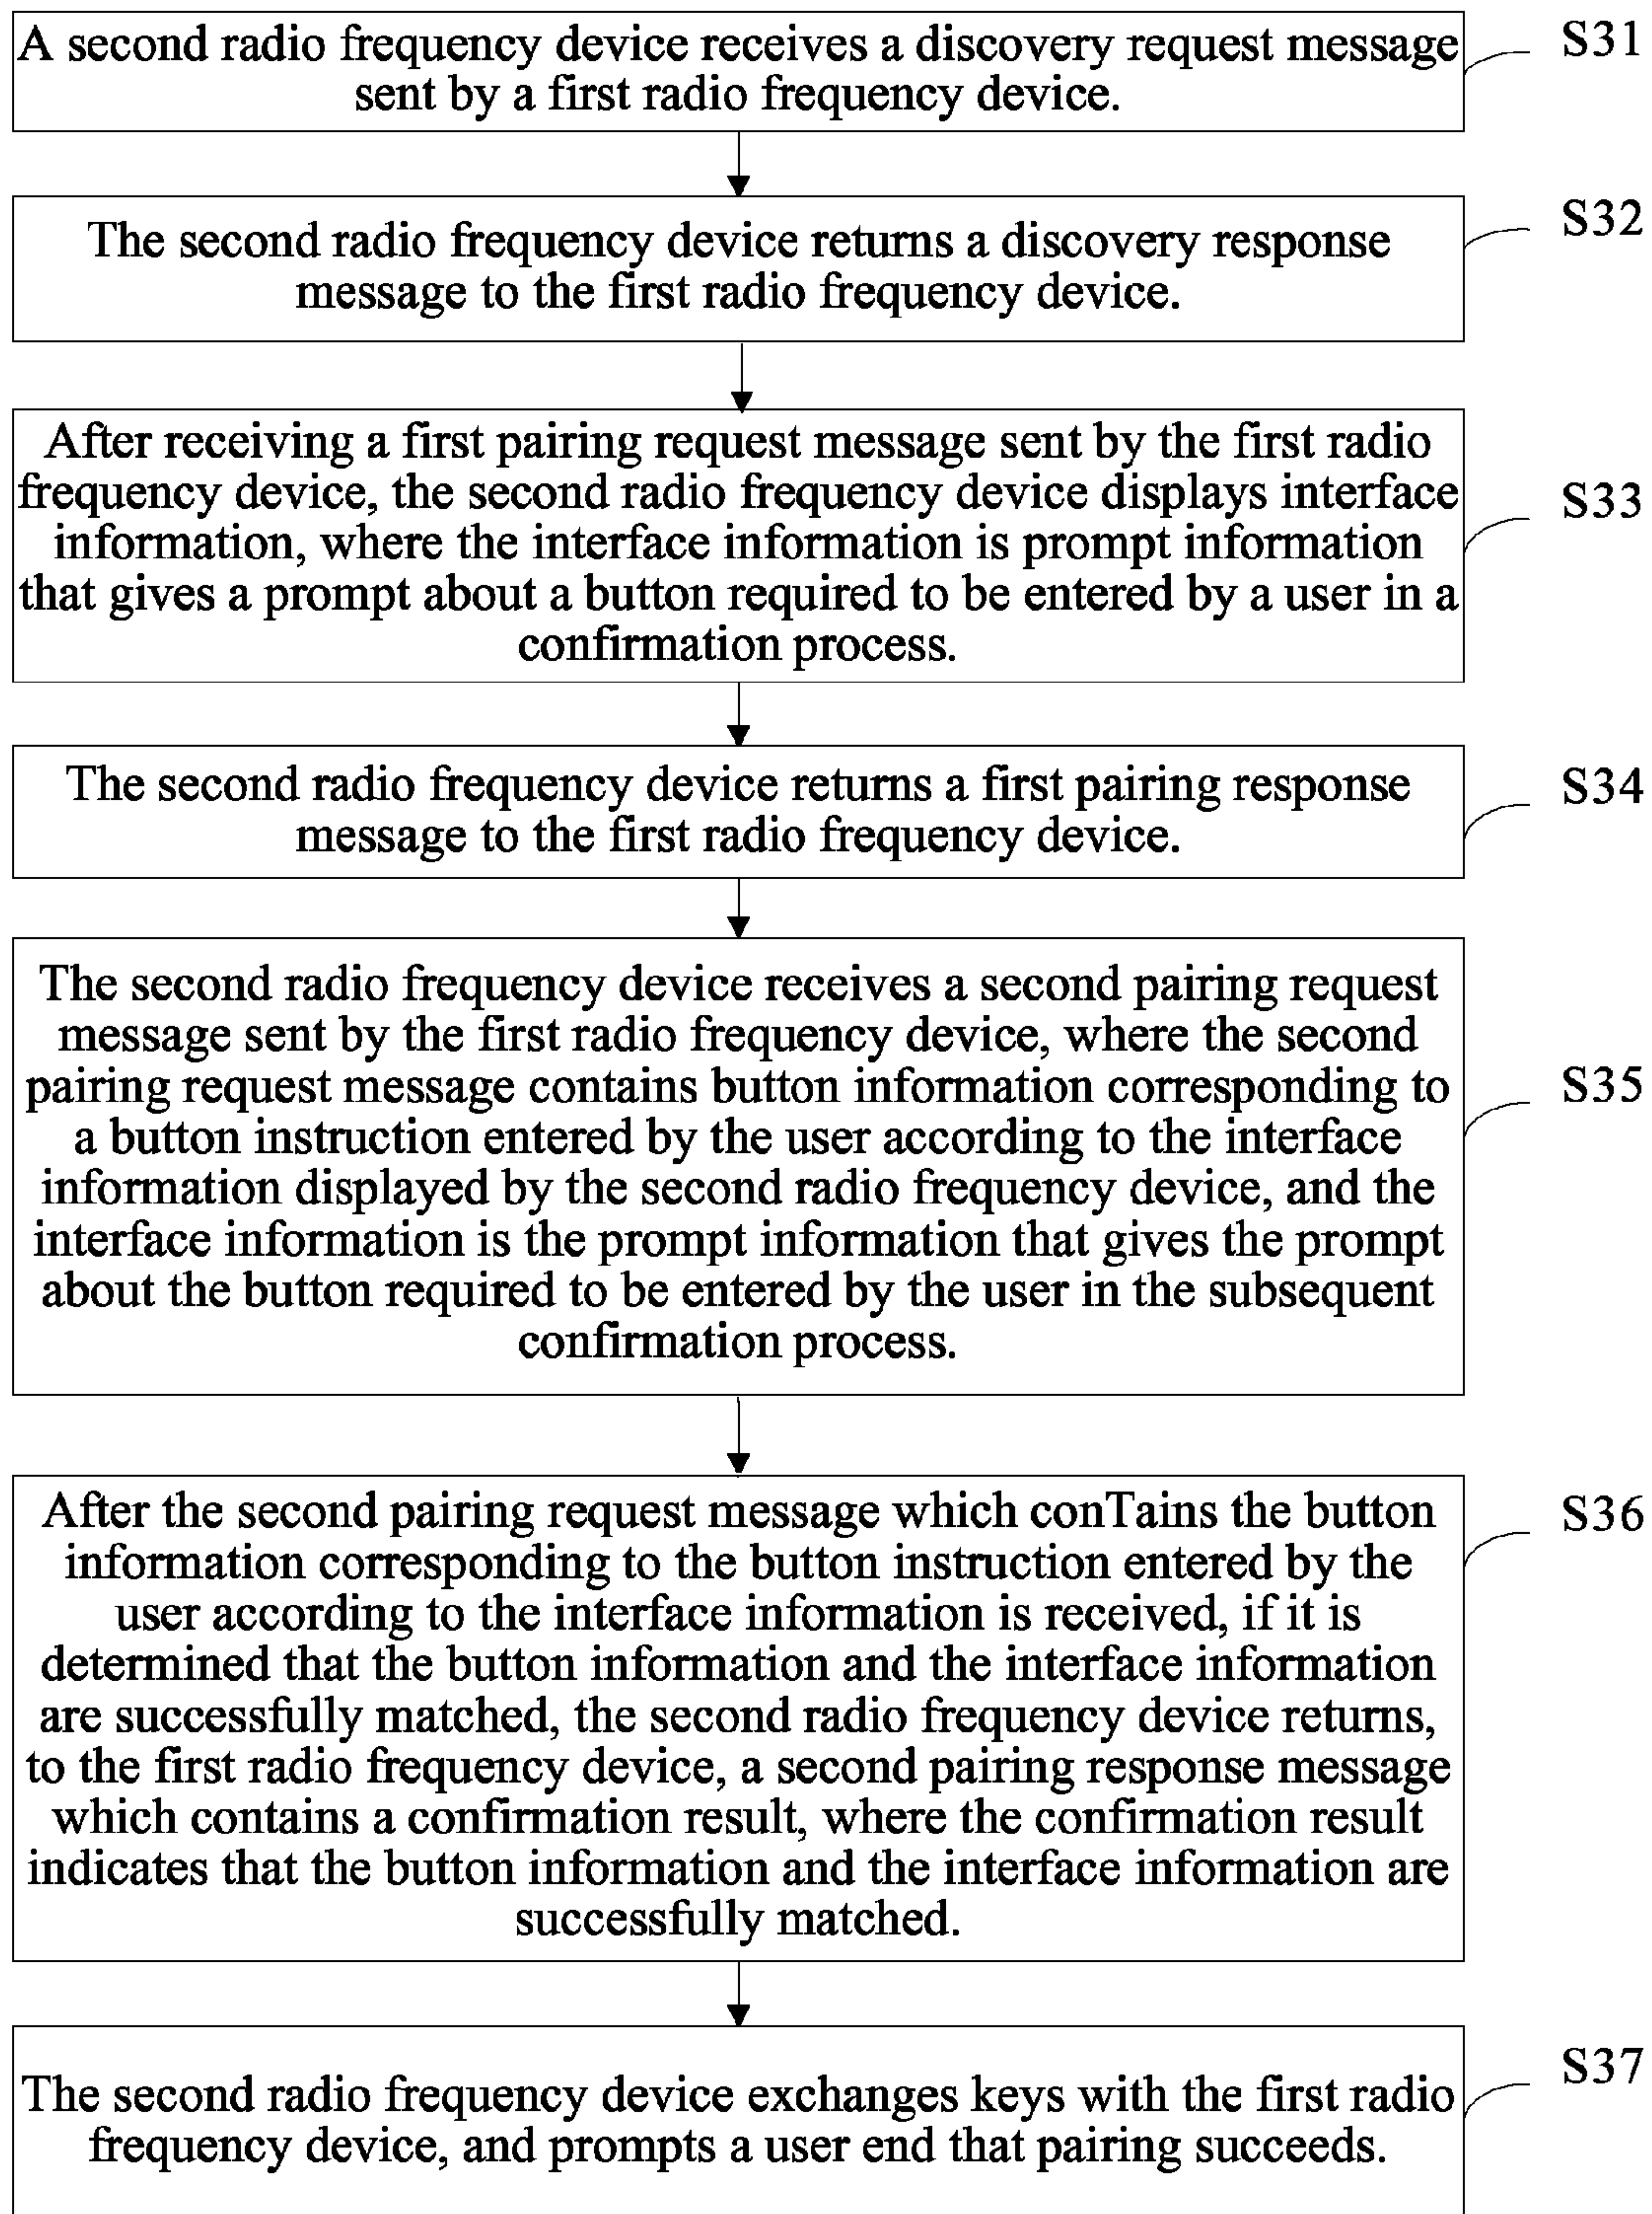 A second radio frequency device receives a discovery request message
sent by a first radio frequency device.
S31
The second radio frequency device returns a discovery response
message to the first radio frequency device.
S32
After receiving a first pairing request message sent by the first radio
frequency device, the second radio frequency device displays interface
information, where the interface information is prompt information
that gives a prompt about a button required to be entered by a user in a
confirmation process.
S33
The second radio frequency device returns a first pairing response
message to the first radio frequency device.
S34
The second radio frequency device receives a second pairing request
message sent by the first radio frequency device, where the second
pairing request message contains button information corresponding to
a button instruction entered by the user according to the interface
information displayed by the second radio frequency device, and the
interface information is the prompt information that gives the prompt
about the button required to be entered by the user in the subsequent
confirmation process.
S35
After the second pairing request message which conTains the button
information corresponding to the button instruction entered by the
user according to the interface information is received, if it is
determined that the button information and the interface information
are successfully matched, the second radio frequency device returns,
to the first radio frequency device, a second pairing response message
which contains a confirmation result, where the confirmation result
indicates that the button information and the interface information are
successfully matched.
S36
The second radio frequency device exchanges keys with the first radio
frequency device, and prompts a user end that pairing succeeds.
S37